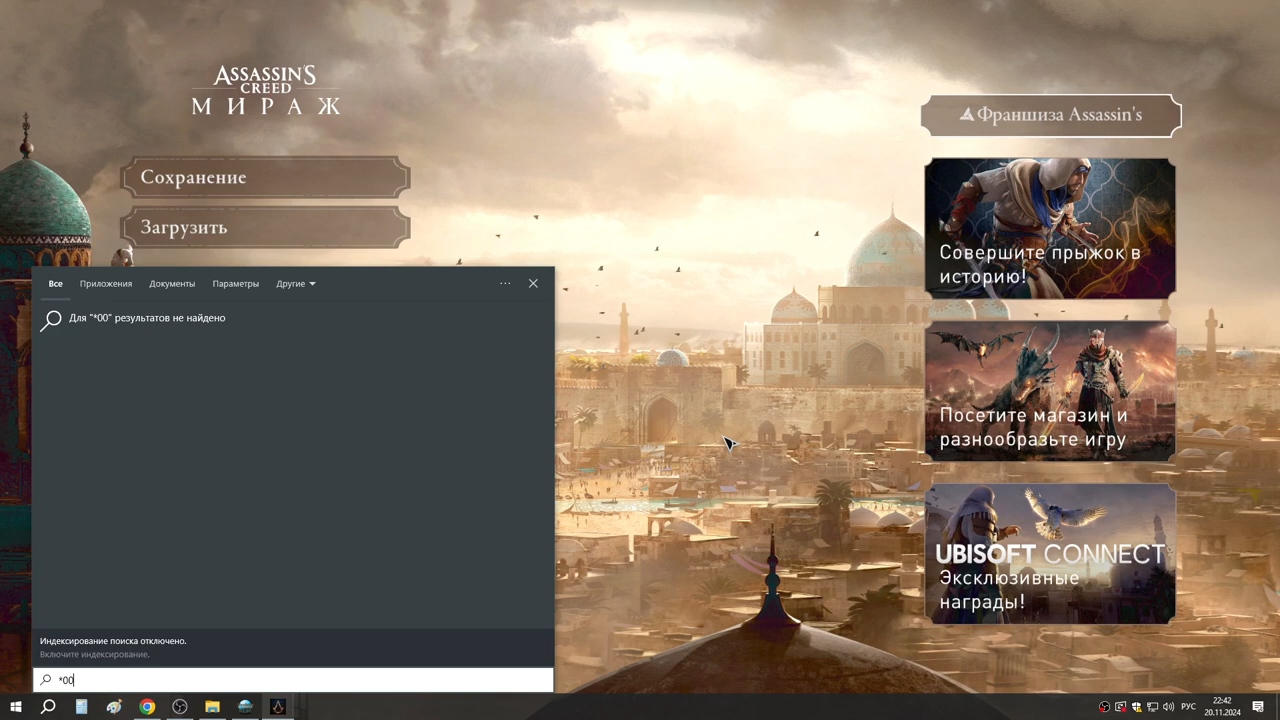 ASSASSIN'S
CREED
МИРАЖ
Сохранение
Загрузить
Франшиза Assassin's
Совершите прыжок в
историю!
Посетите магазин и
разнообразьте игру
UBISOFT CONNECT
Эксклюзивные
награды!
Все Приложения Документы Параметры Другие
Для "*00" результатов не найдено
Индексирование поиска отключено.
Включите индексирование.
*00
РУС
22:42
20.11.2024